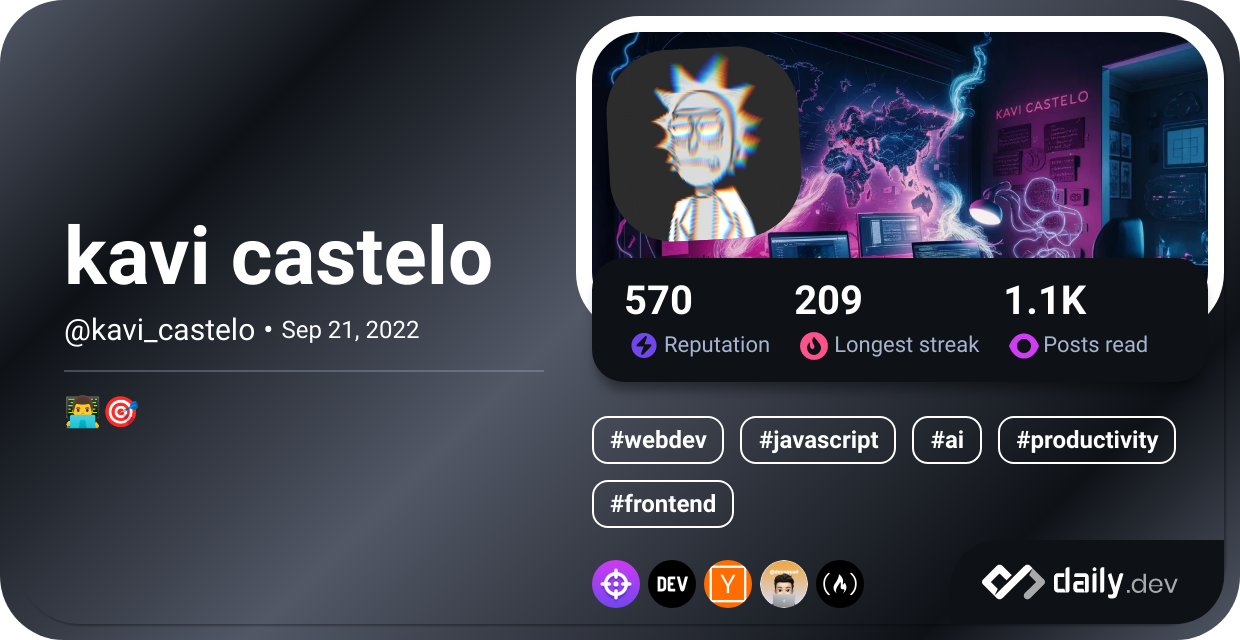 kavi castelo
@kavi_castelo • Sep 21, 2022
KAVI CASTELO
570
209
1.1K
Reputation
Longest streak
Posts read
#webdev
#javascript
#ai
#productivity
#frontend
DEV
Y
daily.dev